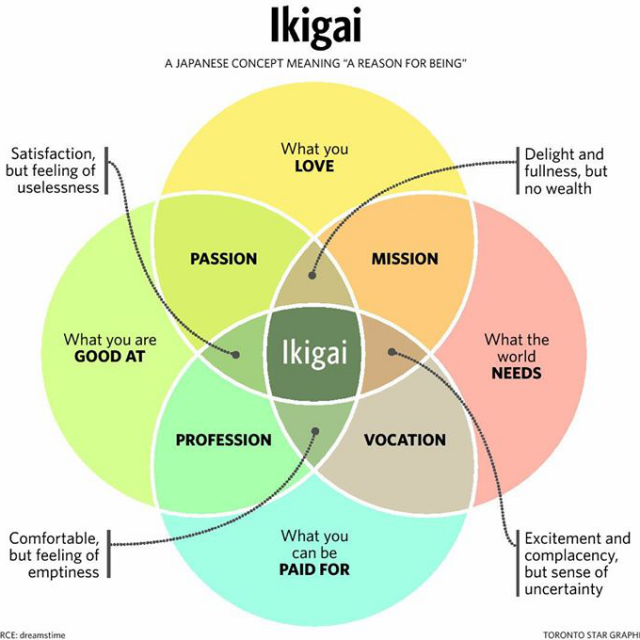 Ikigai
A JAPANESE CONCEPT MEANING “A REASON FOR BEING”
What you
LOVE
Satisfaction,
but feeling of
uselessness
Delight and
fullness, but
no wealth
PASSION
MISSION
What you are
GOOD AT
Ikigai
What the
world
NEEDS
PROFESSION
VOCATION
Comfortable,
but feeling of
emptiness
What you
can be
PAID FOR
Excitement and
complacency,
but sense of
uncertainty
RCE: dreamstime
TORONTO STAR GRAPHI